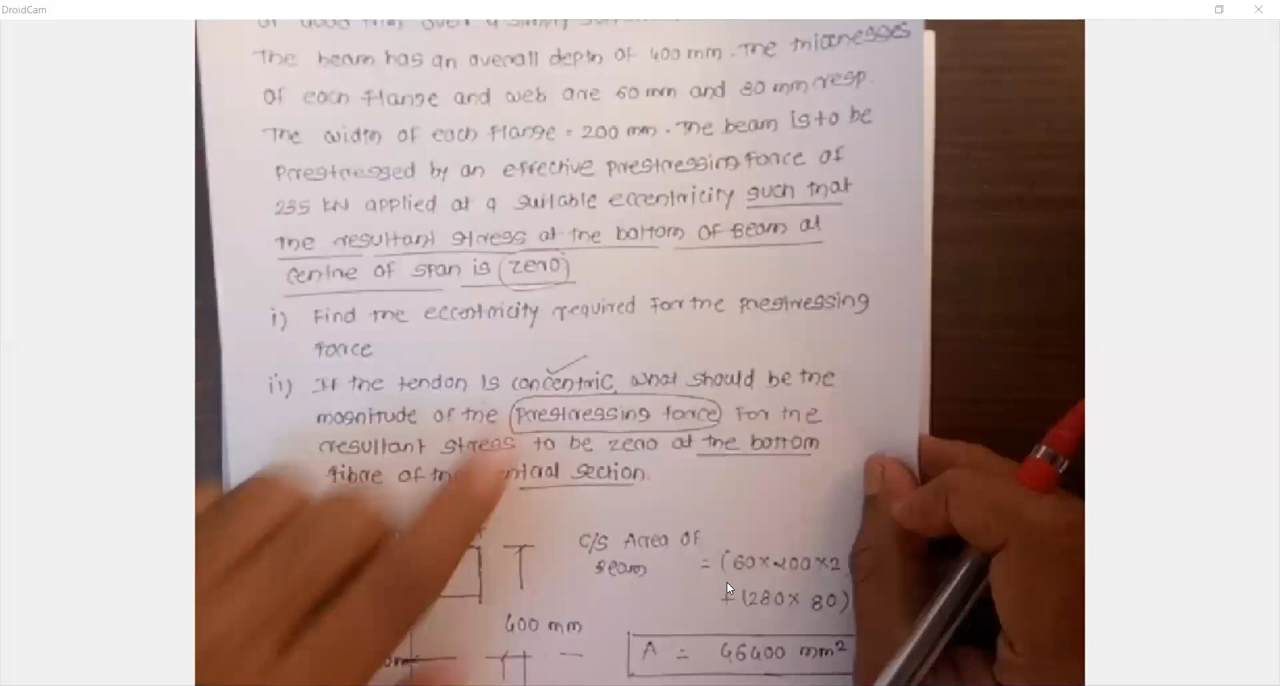 DroidCam
The beam has an overall depth of 400 mm. The thicknesses
of each flange and web are 60 mm and 80 mm resp.
The width of each flange = 200 mm. The beam is to be
prestressed by an effective prestressing force of
235 kN applied at a suitable eccentricity such that
the resultant stress at the bottom of beam at
centre of span is zero
i) Find the eccentricity required for the prestressing
force
ii) If the tendon is concentric, what should be the
magnitude of the prestressing force for the
resultant stress to be zero at the bottom
fibre of the section.
C/S Area of
Beam
= (60×200×2
+ (280× 80)
400 mm
A = 46400 mm²